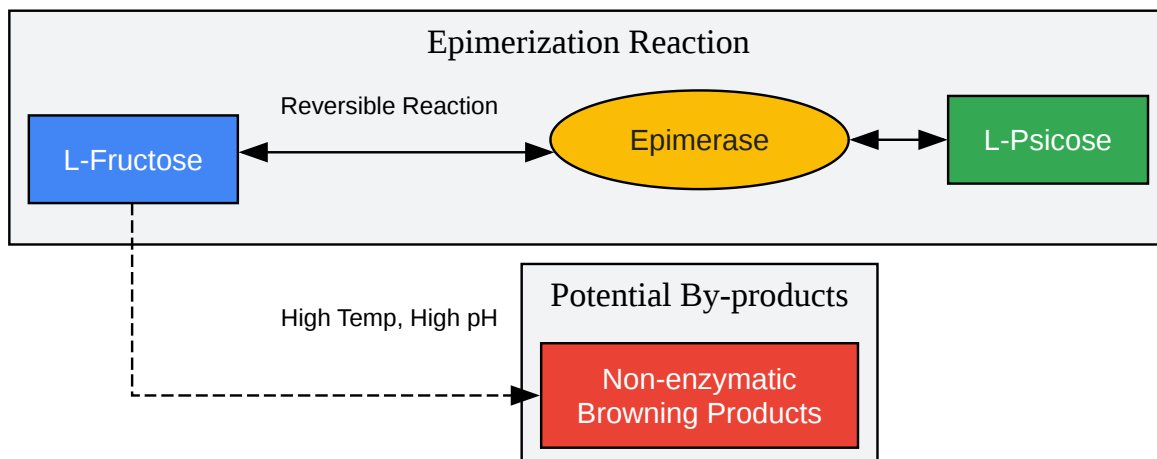 Epimerization Reaction
Reversible Reaction
L-Fructose
Epimerase
L-Psicose
High Temp, High pH
Potential By-products
Non-enzymatic
Browning Products